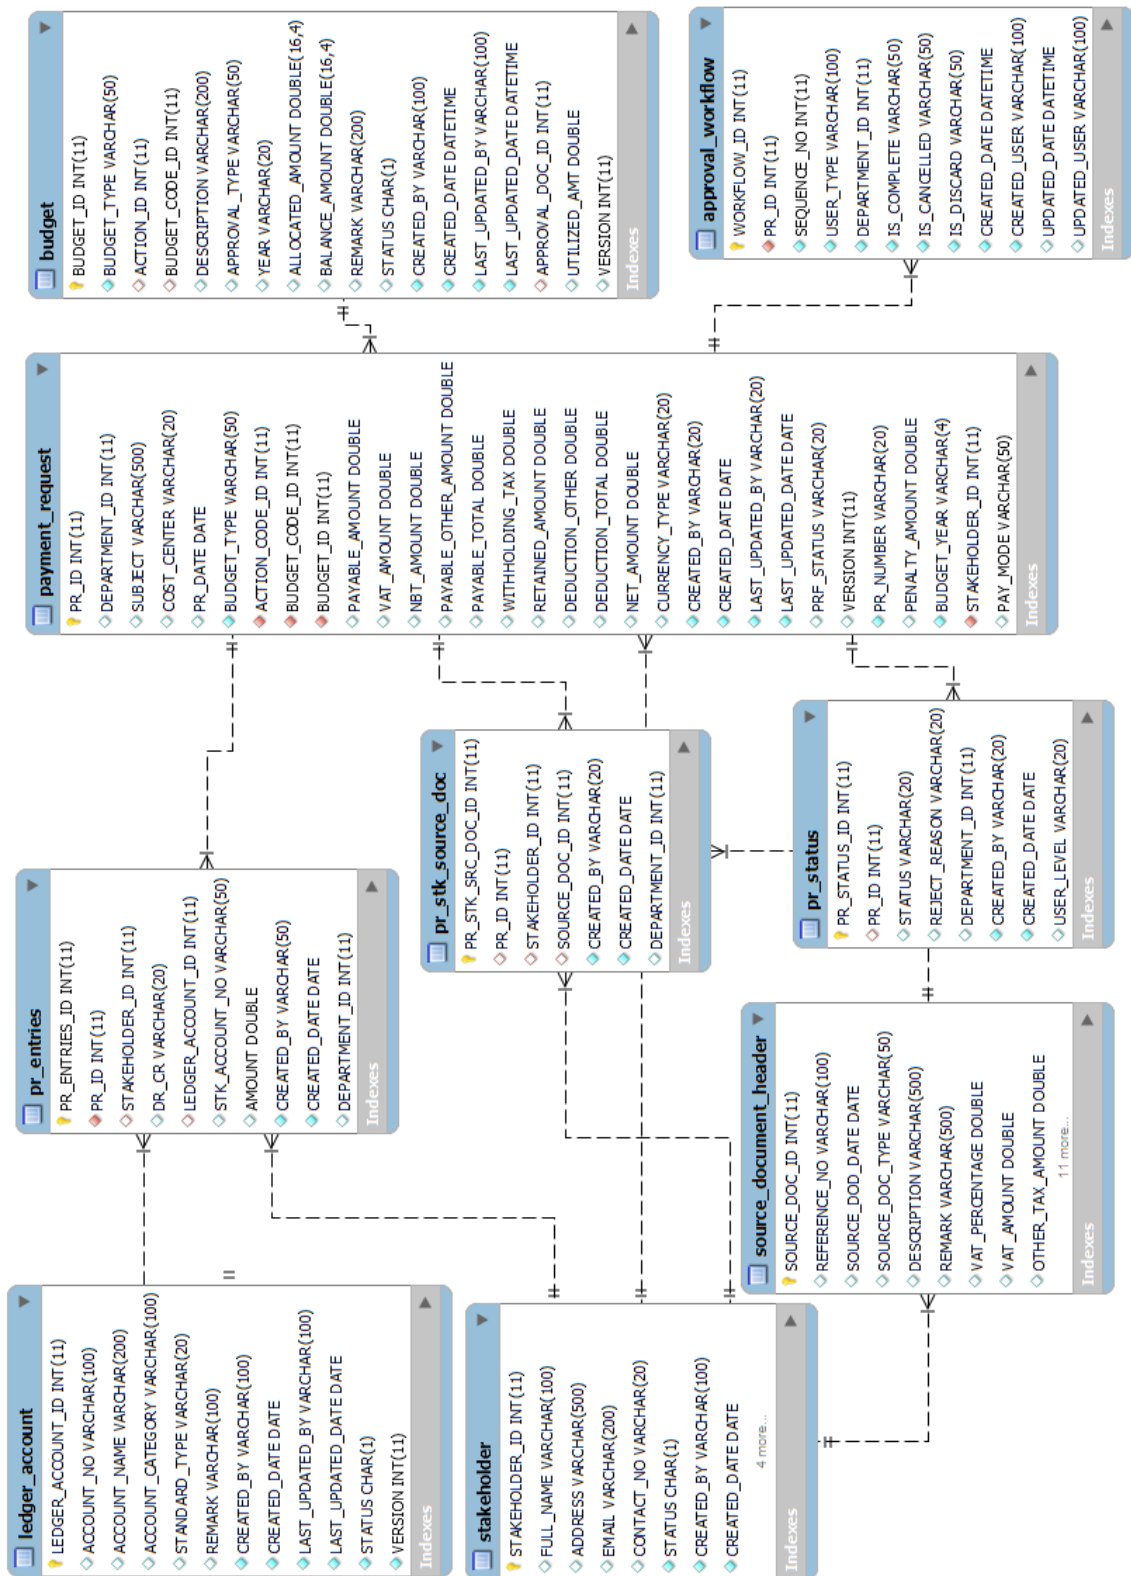 ledger_account
LEDGER_ACCOUNT_ID INT(11)
ACCOUNT_NO VARCHAR(100)
ACCOUNT_NAME VARCHAR(200)
ACCOUNT_CATEGORY VARCHAR(100)
STANDARD_TYPE VARCHAR(20)
REMARK VARCHAR(100)
CREATED_BY VARCHAR(100)
CREATED_DATE DATE
LAST_UPDATED_BY VARCHAR(100)
LAST_UPDATED_DATE DATE
STATUS CHAR(1)
VERSION INT(11)
Indexes
pr_entries
PR_ENTRIES_ID INT(11)
PR_ID INT(11)
STAKEHOLDER_ID INT(11)
DR_CR VARCHAR(20)
LEDGER_ACCOUNT_ID INT(11)
STK_ACCOUNT_NO VARCHAR(50)
AMOUNT DOUBLE
CREATED_BY VARCHAR(50)
CREATED_DATE DATE
DEPARTMENT_ID INT(11)
Indexes
payment_request
PR_ID INT(11)
DEPARTMENT_ID INT(11)
SUBJECT VARCHAR(500)
COST_CENTER VARCHAR(20)
PR_DATE DATE
BUDGET_TYPE VARCHAR(50)
ACTION_CODE_ID INT(11)
BUDGET_CODE_ID INT(11)
BUDGET_ID INT(11)
PAYABLE_AMOUNT DOUBLE
VAT_AMOUNT DOUBLE
NBT_AMOUNT DOUBLE
PAYABLE_OTHER_AMOUNT DOUBLE
PAYABLE_TOTAL DOUBLE
WITHHOLDING_TAX DOUBLE
RETAINED_AMOUNT DOUBLE
DEDUCTION_OTHER DOUBLE
DEDUCTION_TOTAL DOUBLE
NET_AMOUNT DOUBLE
CURRENCY_TYPE VARCHAR(20)
CREATED_BY VARCHAR(20)
CREATED_DATE DATE
LAST_UPDATED_BY VARCHAR(20)
LAST_UPDATED_DATE DATE
PRF_STATUS VARCHAR(20)
VERSION INT(11)
PR_NUMBER VARCHAR(20)
PENALTY_AMOUNT DOUBLE
BUDGET_YEAR VARCHAR(4)
STAKEHOLDER_ID INT(11)
PAY_MODE VARCHAR(50)
Indexes
budget
BUDGET_ID INT(11)
BUDGET_TYPE VARCHAR(50)
ACTION_ID INT(11)
BUDGET_CODE_ID INT(11)
DESCRIPTION VARCHAR(200)
APPROVAL_TYPE VARCHAR(50)
YEAR VARCHAR(20)
ALLOCATED_AMOUNT DOUBLE(16,4)
BALANCE_AMOUNT DOUBLE(16,4)
REMARK VARCHAR(200)
STATUS CHAR(1)
CREATED_BY VARCHAR(100)
CREATED_DATE DATETIME
LAST_UPDATED_BY VARCHAR(100)
LAST_UPDATED_DATE DATETIME
APPROVAL_DOC_ID INT(11)
UTILIZED_AMT DOUBLE
VERSION INT(11)
Indexes
stakeholder
STAKEHOLDER_ID INT(11)
FULL_NAME VARCHAR(100)
ADDRESS VARCHAR(500)
EMAIL VARCHAR(200)
CONTACT_NO VARCHAR(20)
STATUS CHAR(1)
CREATED_BY VARCHAR(100)
CREATED_DATE DATE
4 more...
Indexes
pr_stk_source_doc
PR_STK_SRC_DOC_ID INT(11)
PR_ID INT(11)
STAKEHOLDER_ID INT(11)
SOURCE_DOC_ID INT(11)
CREATED_BY VARCHAR(20)
CREATED_DATE DATE
DEPARTMENT_ID INT(11)
Indexes
source_document_header
SOURCE_DOC_ID INT(11)
REFERENCE_NO VARCHAR(100)
SOURCE_DOD_DATE DATE
SOURCE_DOC_TYPE VARCHAR(50)
DESCRIPTION VARCHAR(500)
REMARK VARCHAR(500)
VAT_PERCENTAGE DOUBLE
VAT_AMOUNT DOUBLE
OTHER_TAX_AMOUNT DOUBLE
11 more...
Indexes
pr_status
PR_STATUS_ID INT(11)
PR_ID INT(11)
STATUS VARCHAR(20)
REJECT_REASON VARCHAR(20)
DEPARTMENT_ID INT(11)
CREATED_BY VARCHAR(20)
CREATED_DATE DATE
USER_LEVEL VARCHAR(20)
Indexes
approval_workflow
WORKFLOW_ID INT(11)
PR_ID INT(11)
SEQUENCE_NO INT(11)
USER_TYPE VARCHAR(100)
DEPARTMENT_ID INT(11)
IS_COMPLETE VARCHAR(50)
IS_CANCELLED VARCHAR(50)
IS_DISCARD VARCHAR(50)
CREATED_DATE DATETIME
CREATED_USER VARCHAR(100)
UPDATED_DATE DATETIME
UPDATED_USER VARCHAR(100)
Indexes